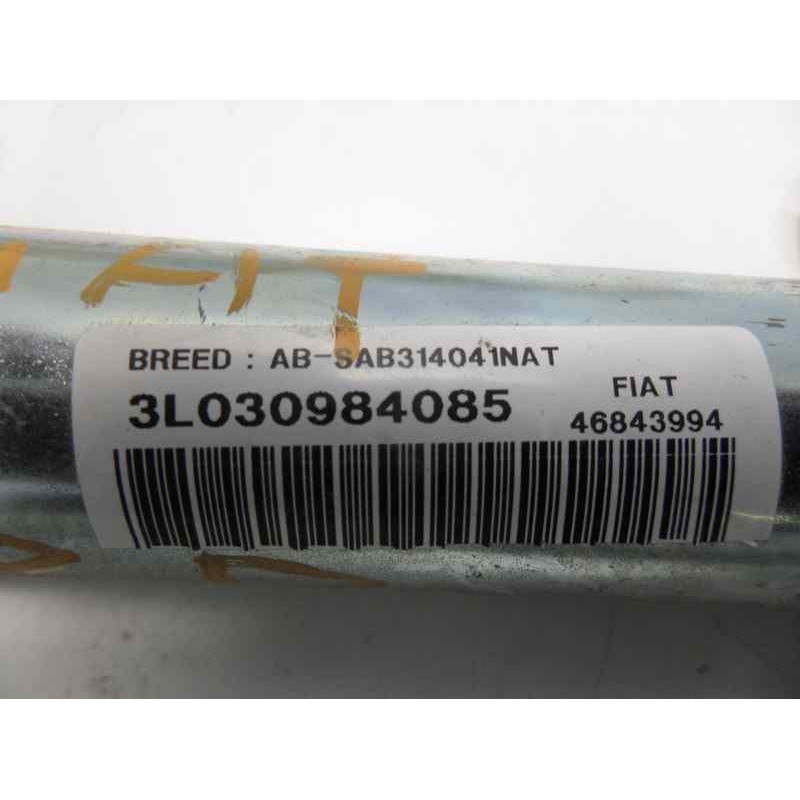 BREED : AB-SAB314041NAT
3L030984085
FIAT
46843994